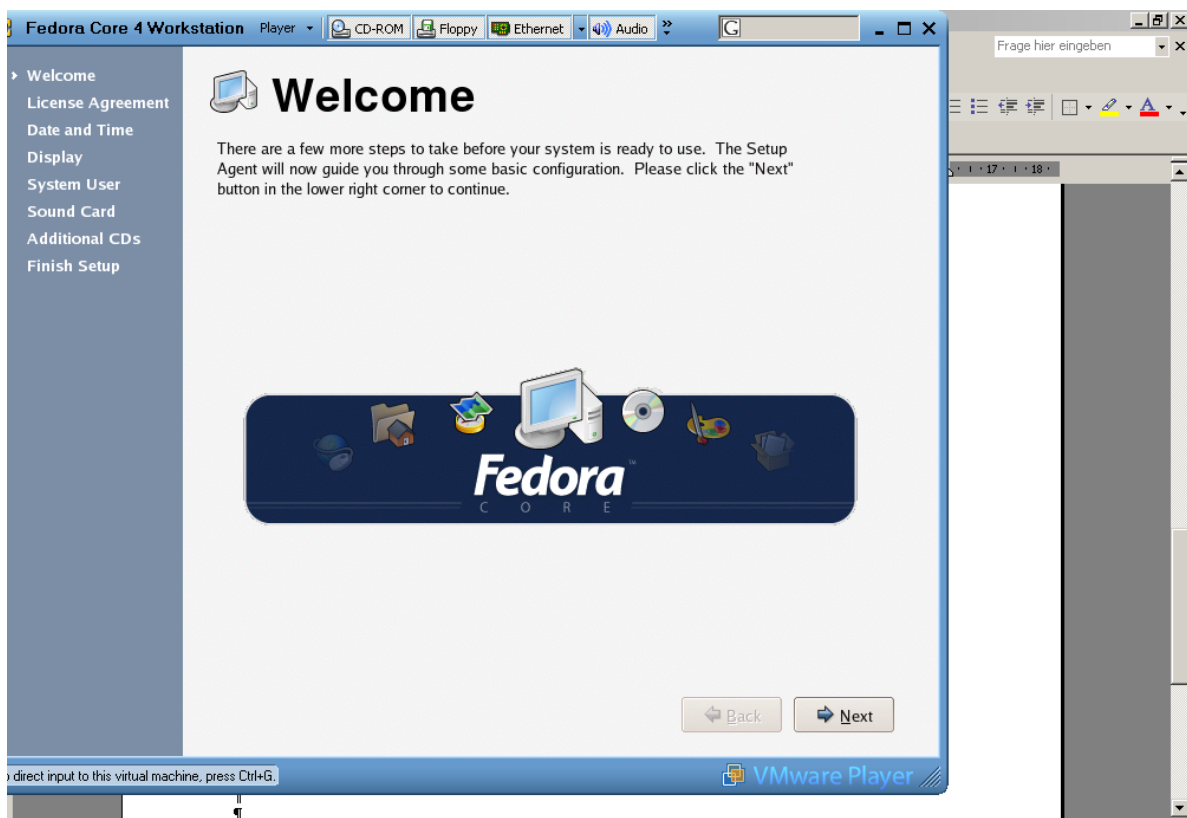 Fedora Core 4 Workstation Player CD-ROM Floppy Ethernet Audio G
Frage hier eingeben
17 18
Welcome
License Agreement
Date and Time
Display
System User
Sound Card
Additional CDs
Finish Setup
Welcome
There are a few more steps to take before your system is ready to use. The Setup
Agent will now guide you through some basic configuration. Please click the "Next"
button in the lower right corner to continue.
Fedora™
CORE
Back Next
direct input to this virtual machine, press Ctrl+G.
VMware Player